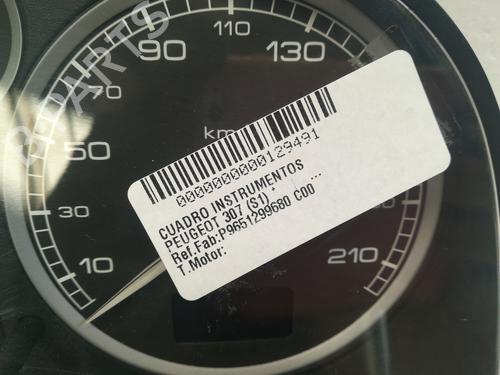 90
130
70
50
km
30
10
210
B-PARTS
0000000000129491
CUADRO INSTRUMENTOS
PEUGEOT 307 (S1) * ...
Ref.Fab:P9651299680 C00
T.Motor: